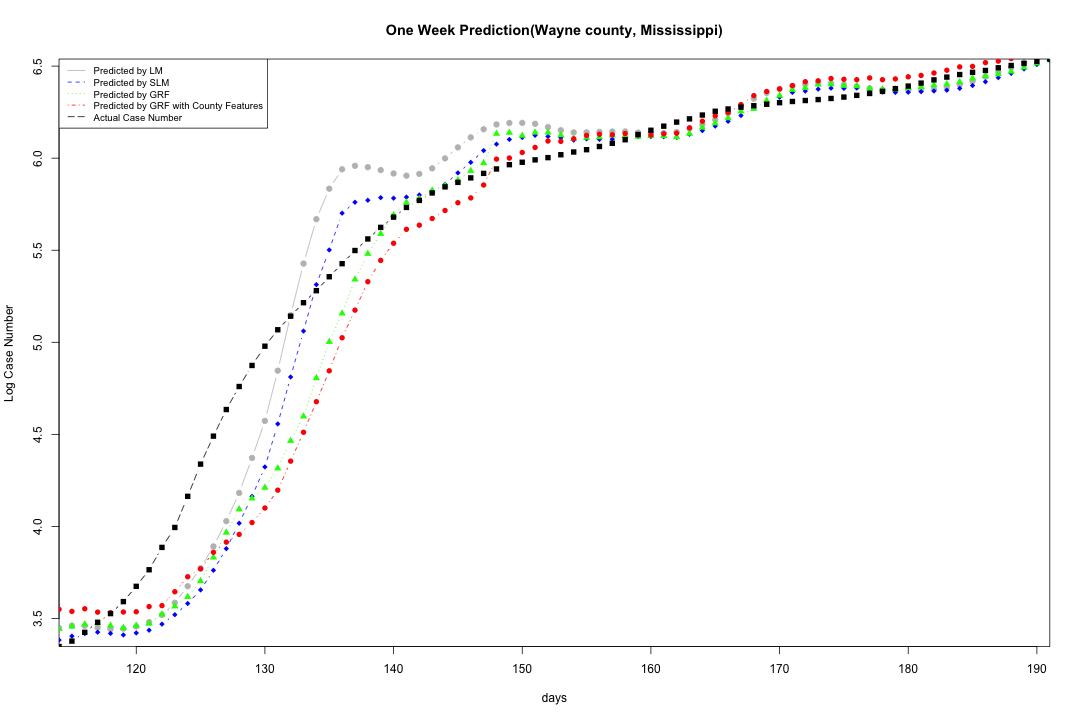 One Week Prediction(Wayne county, Mississippi)
Predicted by LM
Predicted by SLM
Predicted by GRF
Predicted by GRF with County Features
Actual Case Number
6.5
6.0
5.5
5.0
4.5
4.0
3.5
Log Case Number
120 130 140 150 160 170 180 190
days